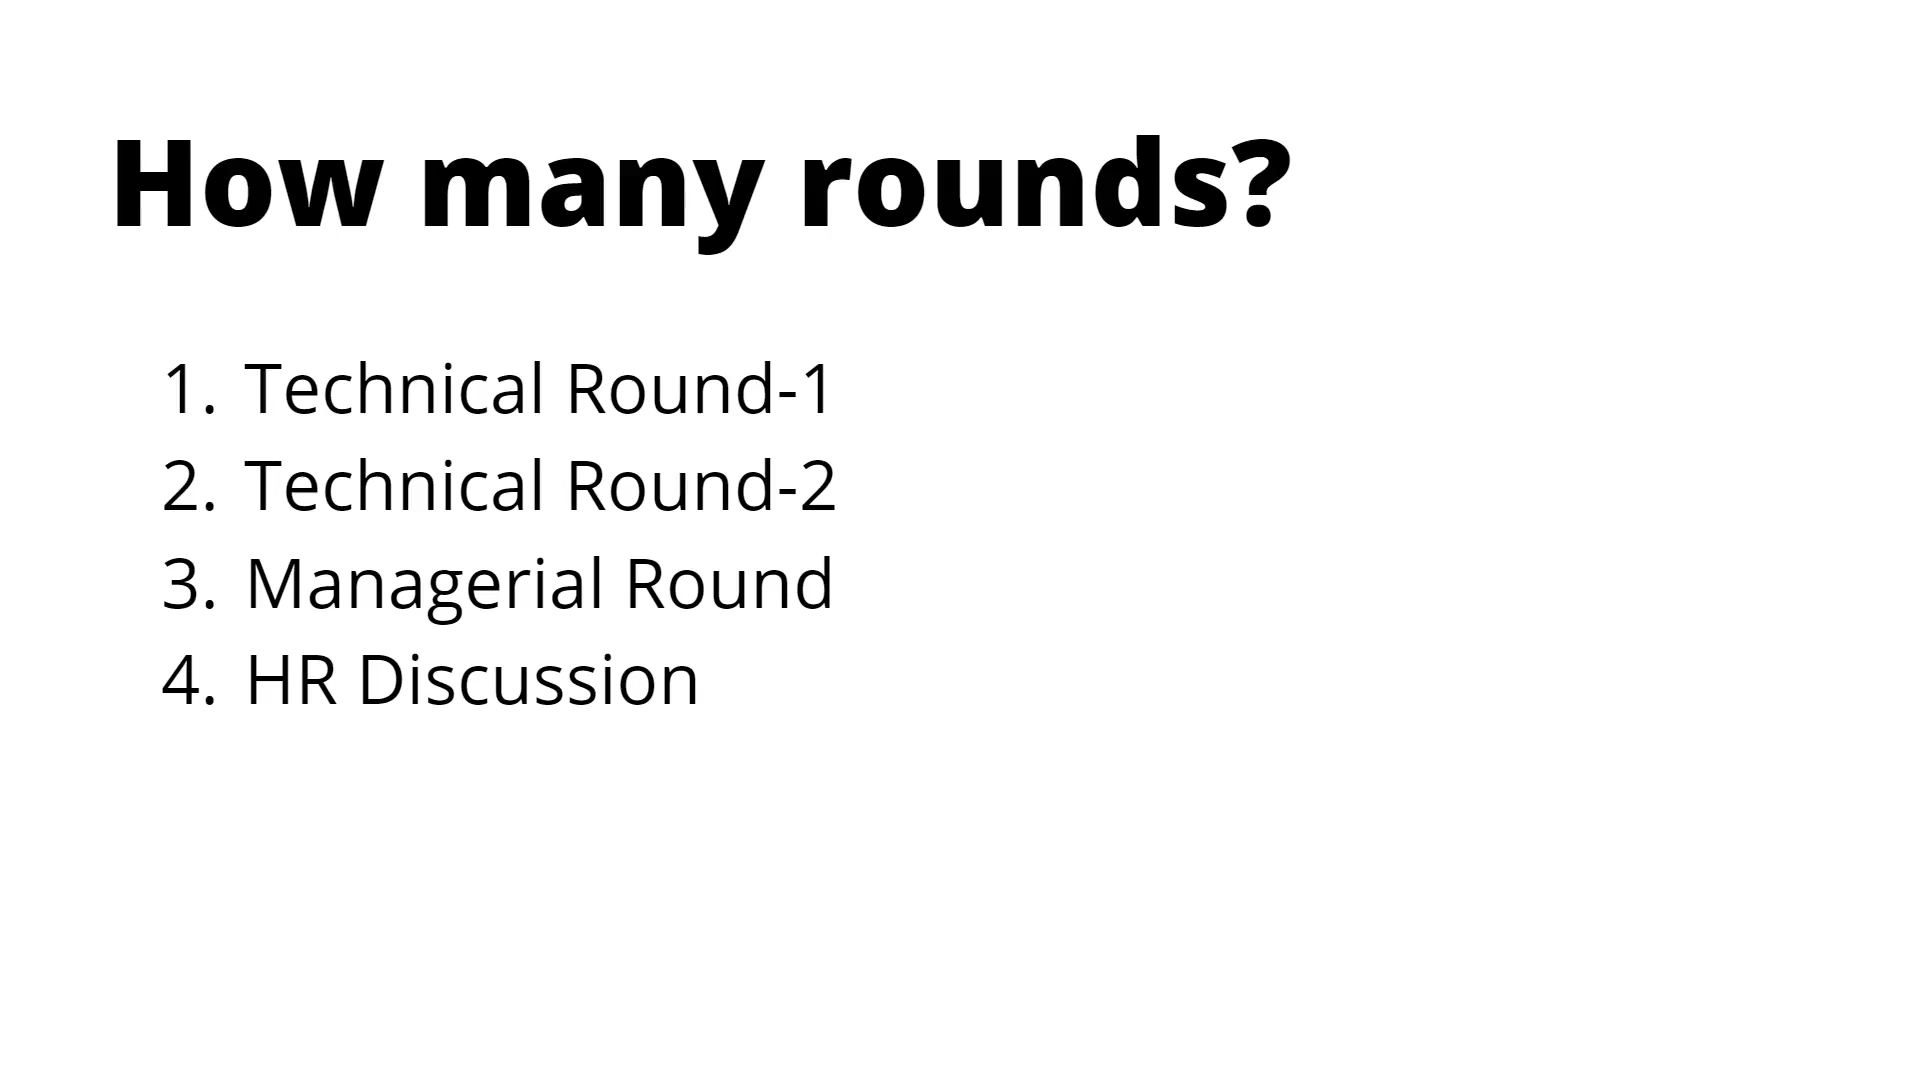 How many rounds?
1. Technical Round-1
2. Technical Round-2
3. Managerial Round
4. HR Discussion